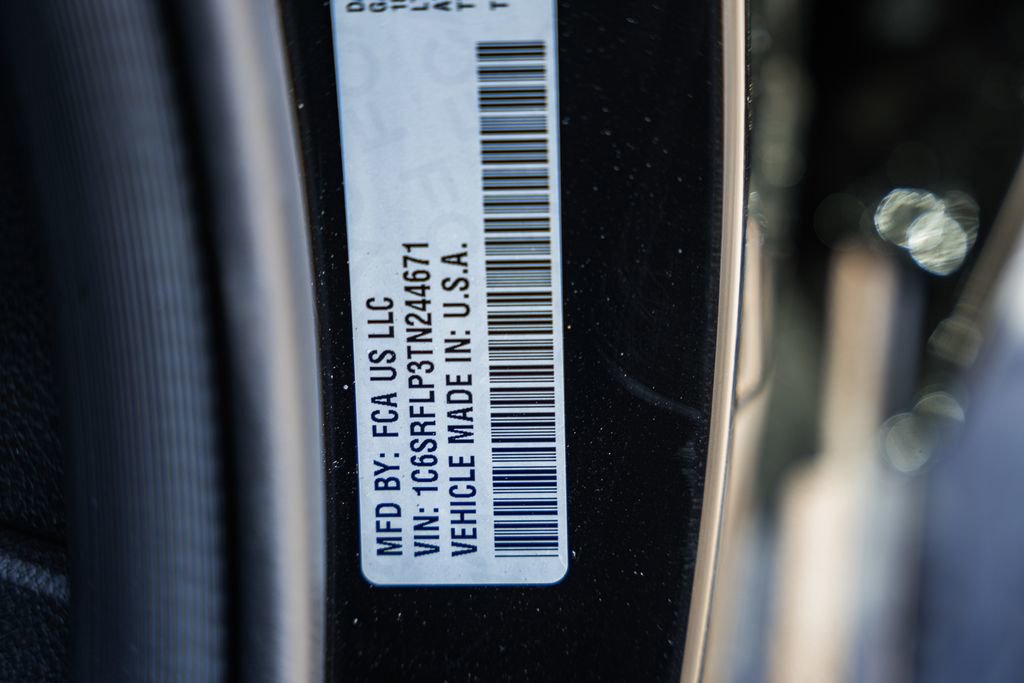 MFD BY: FCA US LLC
VIN: 1C6SRFLP3TN244671
VEHICLE MADE IN: U.S.A.